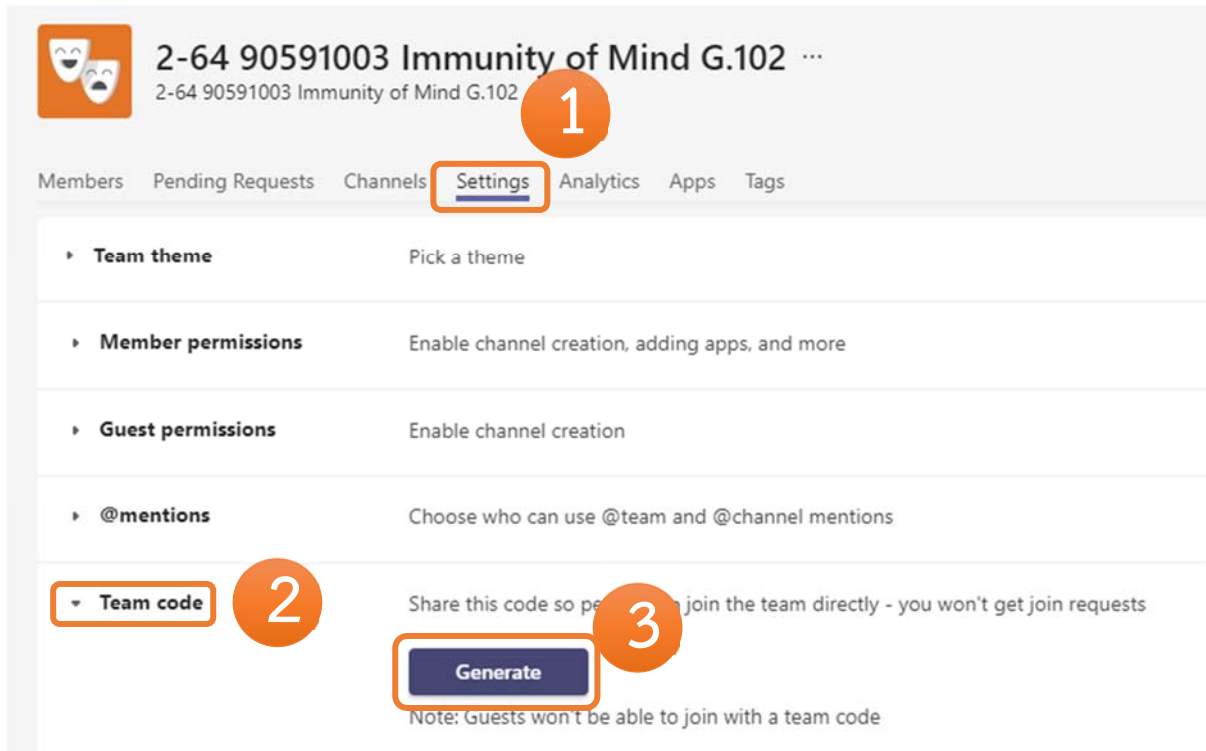 2-64 90591003 Immunity of Mind G.102 ...
2-64 90591003 Immunity of Mind G.102
1
Members Pending Requests Channels Settings Analytics Apps Tags
Team theme Pick a theme
Member permissions Enable channel creation, adding apps, and more
Guest permissions Enable channel creation
@mentions Choose who can use @team and @channel mentions
Team code 2 Share this code so join the team directly - you won't get join requests
3
Generate
Note: Guests won't be able to join with a team code